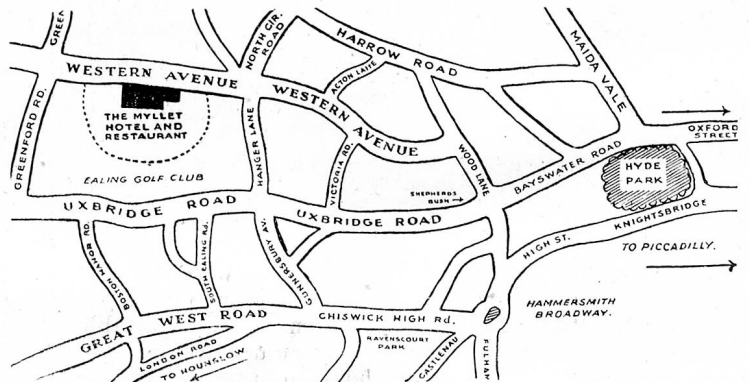 GREEN
NORTH CIR.
ROAD
HARROW ROAD
MAIDA VALE
WESTERN AVENUE
ACTON LANE
WESTERN AVENUE
OXFORD
STREET
THE MYLLET
HOTEL AND
RESTAURANT
GREENFORD RD.
HANGER LANE
VICTORIA RD.
WOOD LANE
BAYSWATER ROAD
HYDE
PARK
EALING GOLF CLUB
SHEPHERDS
BUSH
UXBRIDGE ROAD
UXBRIDGE ROAD
KNIGHTSBRIDGE
HIGH ST.
TO PICCADILLY.
BOSTON MANOR RD.
SOUTH EALING Rd.
GUNNERSBURY AV.
GREAT WEST ROAD
CHISWICK HIGH Rd.
HAMMERSMITH
BROADWAY.
RAVENSCOURT
PARK
CASTLENAU
FULHAM
LONDON ROAD
TO HOUNSLOW